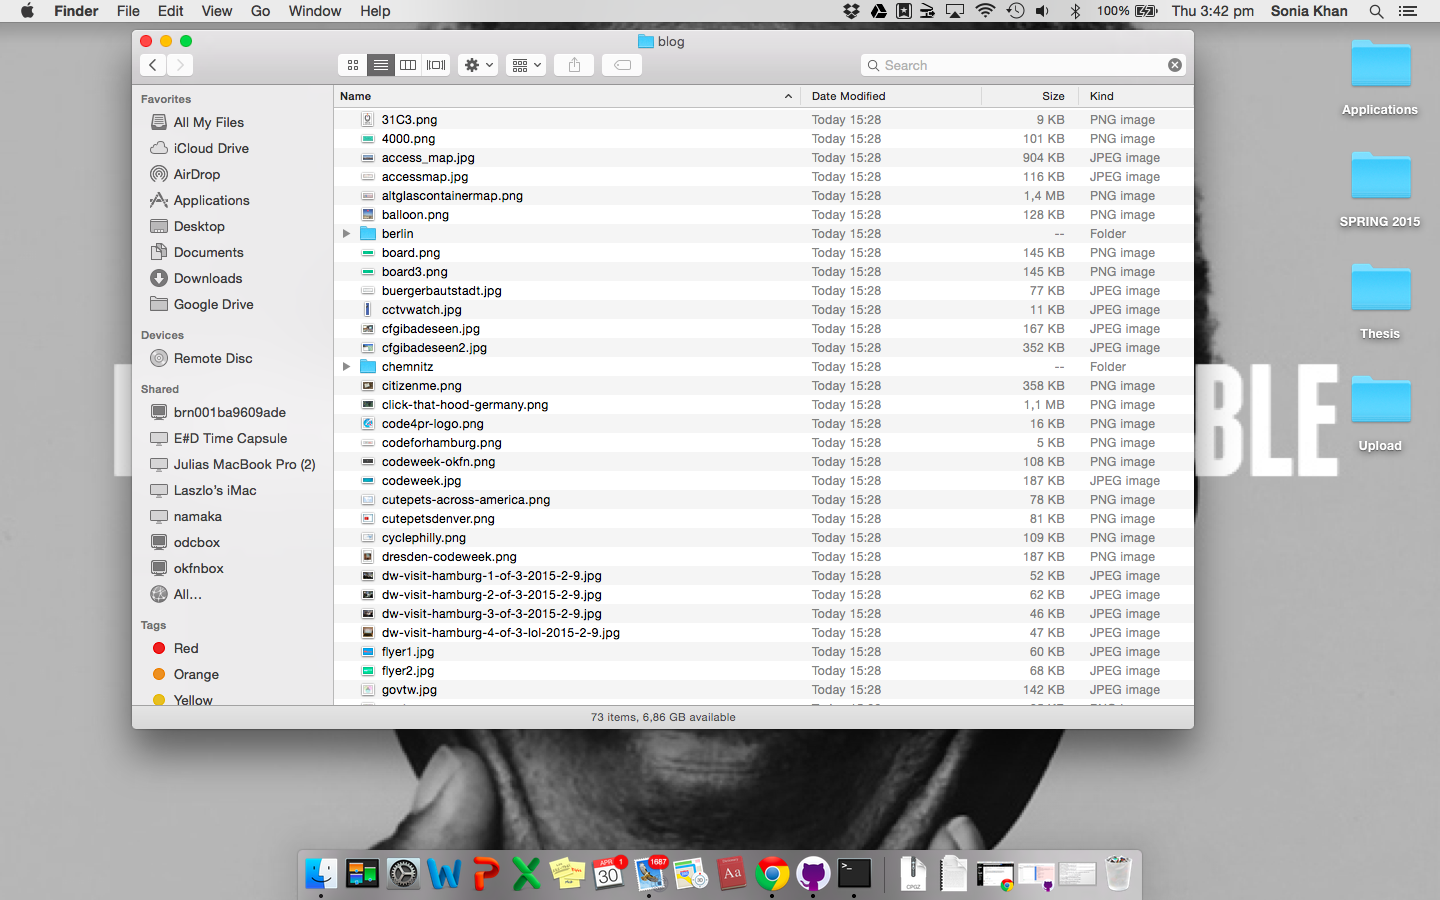 Finder File Edit View Go Window Help 100% Thu 3:42 pm Sonia Khan
blog
Search
Favorites
All My Files
iCloud Drive
AirDrop
Applications
Desktop
Documents
Downloads
Google Drive
Devices
Remote Disc
Shared
brn001ba9609ade
E#D Time Capsule
Julias MacBook Pro (2)
Laszlo's iMac
namaka
odcbox
okfnbox
All...
Tags
Red
Orange
Yellow
Name Date Modified Size Kind
31C3.png Today 15:28 9 KB PNG image
4000.png Today 15:28 101 KB PNG image
access_map.jpg Today 15:28 904 KB JPEG image
accessmap.jpg Today 15:28 116 KB JPEG image
altglascontainermap.png Today 15:28 1,4 MB PNG image
balloon.png Today 15:28 128 KB PNG image
berlin Today 15:28 -- Folder
board.png Today 15:28 145 KB PNG image
board3.png Today 15:28 145 KB PNG image
buergerbautstadt.jpg Today 15:28 77 KB JPEG image
cctvwatch.jpg Today 15:28 11 KB JPEG image
cfgibadeseen.jpg Today 15:28 167 KB JPEG image
cfgibadeseen2.jpg Today 15:28 352 KB JPEG image
chemnitz Today 15:28 -- Folder
citizenme.png Today 15:28 358 KB PNG image
click-that-hood-germany.png Today 15:28 1,1 MB PNG image
code4pr-logo.png Today 15:28 16 KB PNG image
codeforhamburg.png Today 15:28 5 KB PNG image
codeweek-okfn.png Today 15:28 108 KB PNG image
codeweek.jpg Today 15:28 187 KB JPEG image
cutepets-across-america.png Today 15:28 78 KB PNG image
cutepetsdenver.png Today 15:28 81 KB PNG image
cyclephilly.png Today 15:28 109 KB PNG image
dresden-codeweek.png Today 15:28 187 KB PNG image
dw-visit-hamburg-1-of-3-2015-2-9.jpg Today 15:28 52 KB JPEG image
dw-visit-hamburg-2-of-3-2015-2-9.jpg Today 15:28 62 KB JPEG image
dw-visit-hamburg-3-of-3-2015-2-9.jpg Today 15:28 46 KB JPEG image
dw-visit-hamburg-4-of-3-lol-2015-2-9.jpg Today 15:28 47 KB JPEG image
flyer1.jpg Today 15:28 60 KB JPEG image
flyer2.jpg Today 15:28 68 KB JPEG image
govtw.jpg Today 15:28 142 KB JPEG image
73 items, 6,86 GB available
Applications
SPRING 2015
Thesis
BLE
Upload
APR
30
1
1687
Aa
CPGZ